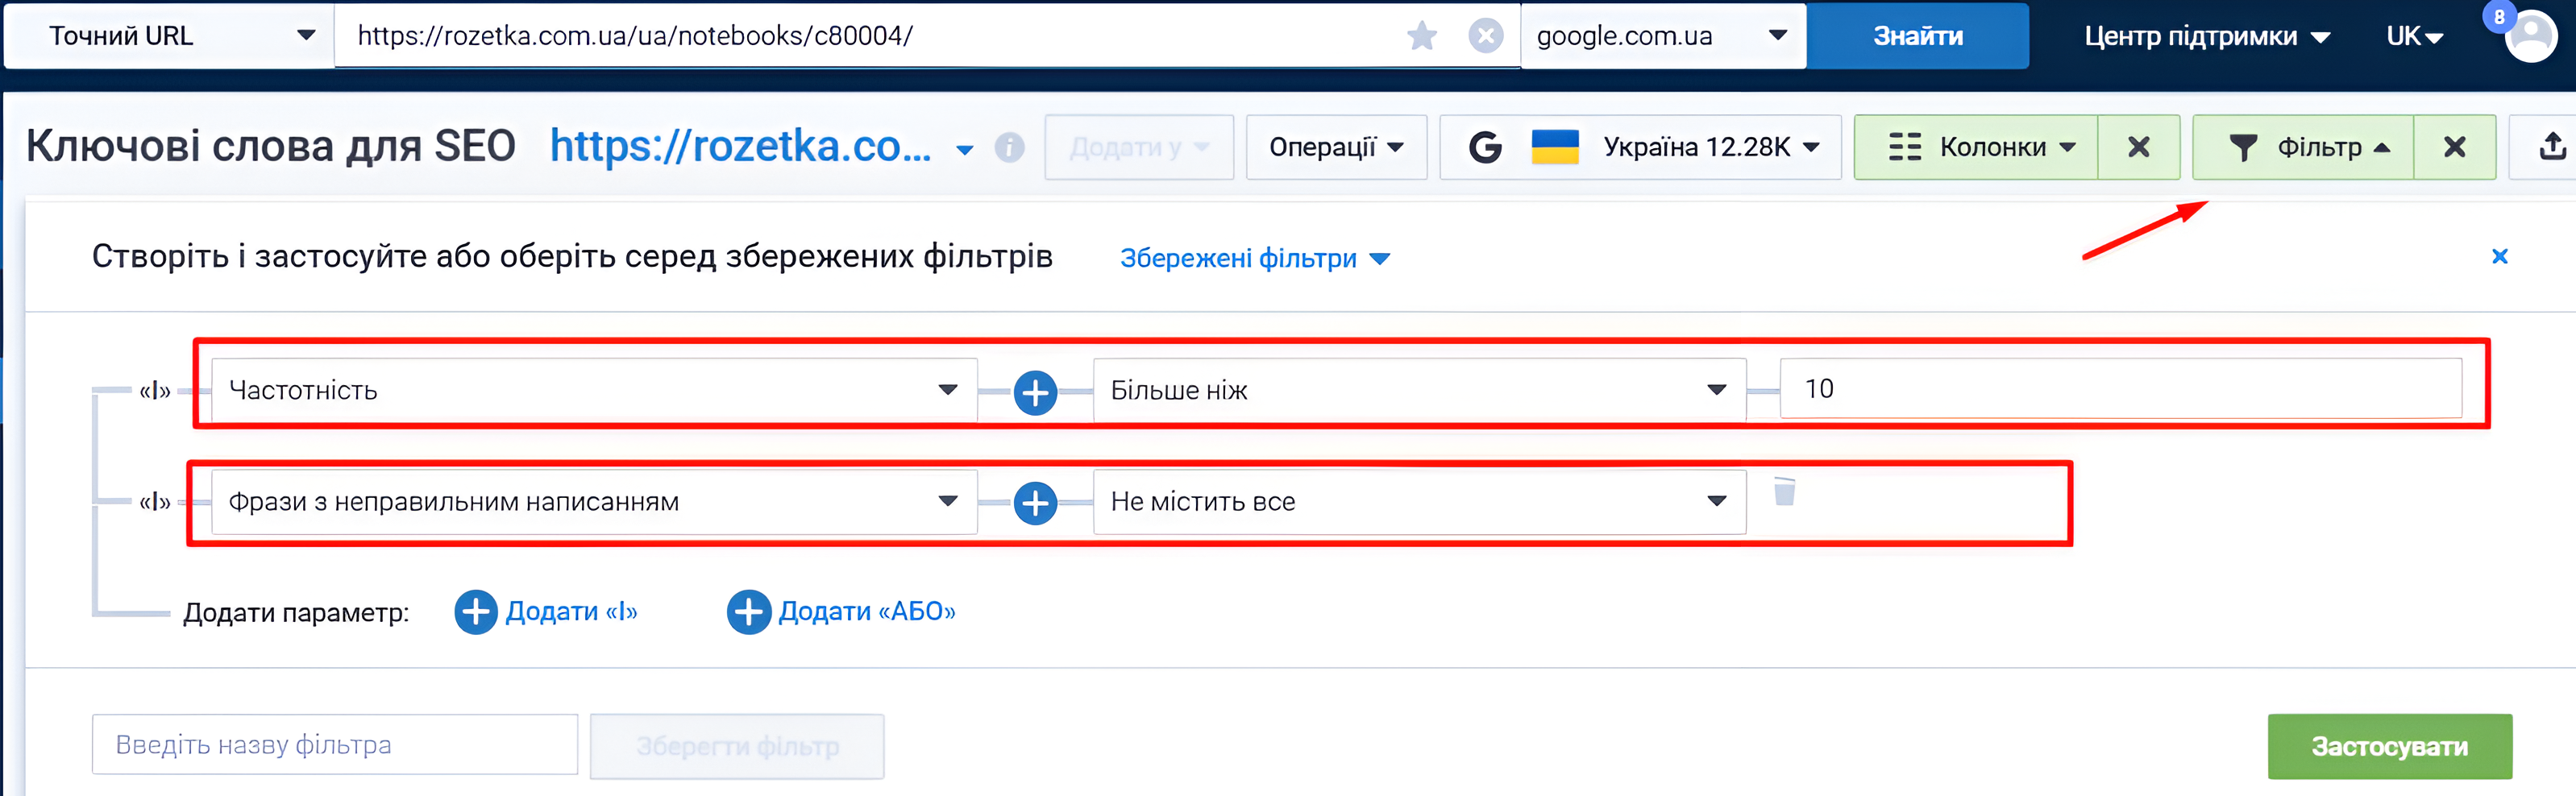 Точний URL https://rozetka.com.ua/ua/notebooks/c80004/ google.com.ua Знайти Центр підтримки UK 8
Ключові слова для SEO https://rozetka.co... Додати у Операції G Україна 12.28K Колонки Фільтр
Створіть і застосуйте або оберіть серед збережених фільтрів Збережені фільтри
«І» Частотність Більше ніж 10
«І» Фрази з неправильним написанням Не містить все
Додати параметр: Додати «І» Додати «АБО»
Введіть назву фільтра Зберегти фільтр Застосувати